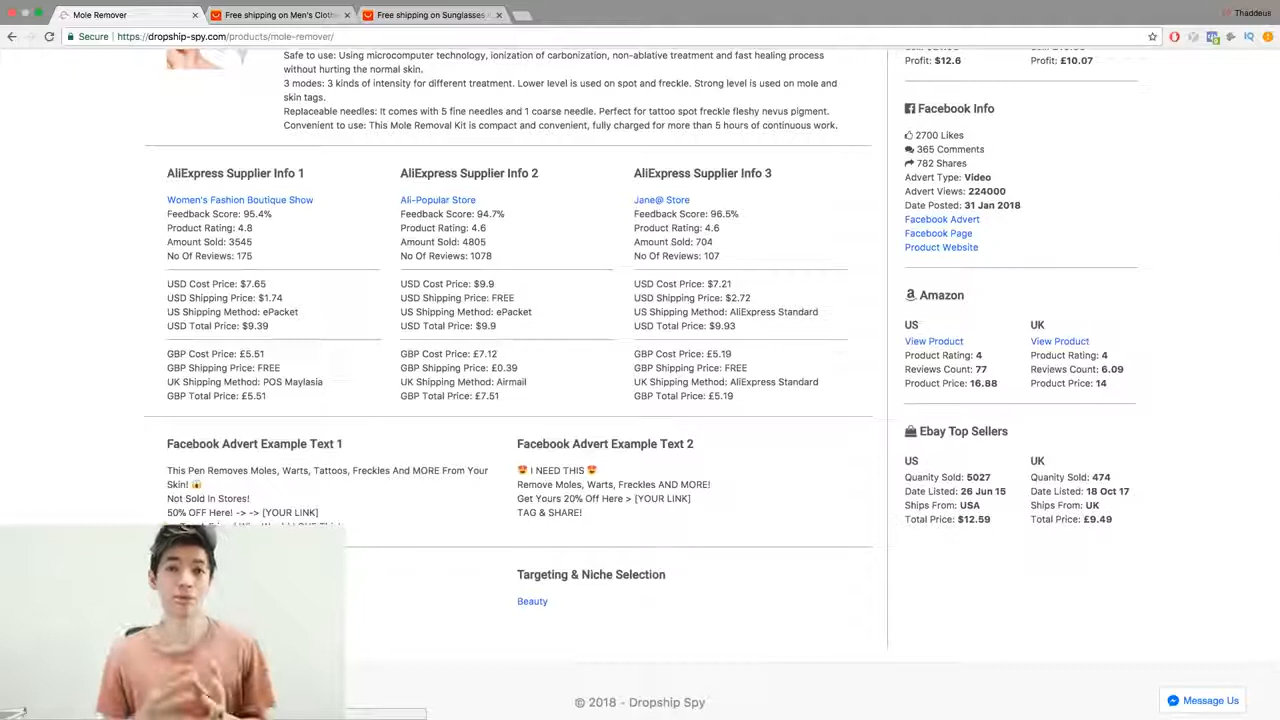 Mole Remover
Free shipping on Men's Clothi
Free shipping on Sunglasses
Thaddeus
Secure
https://dropship-spy.com/products/mole-remover/
Safe to use: Using microcomputer technology, ionization of carbonization, non-ablative treatment and fast healing process
without hurting the normal skin.
3 modes: 3 kinds of intensity for different treatment. Lower level is used on spot and freckle. Strong level is used on mole and
skin tags.
Replaceable needles: It comes with 5 fine needles and 1 coarse needle. Perfect for tattoo spot freckle fleshy nevus pigment.
Convenient to use: This Mole Removal Kit is compact and convenient, fully charged for more than 5 hours of continuous work.
AliExpress Supplier Info 1
Women's Fashion Boutique Show
Feedback Score: 95.4%
Product Rating: 4.8
Amount Sold: 3545
No Of Reviews: 175
USD Cost Price: $7.65
USD Shipping Price: $1.74
US Shipping Method: ePacket
USD Total Price: $9.39
GBP Cost Price: £5.51
GBP Shipping Price: FREE
UK Shipping Method: POS Maylasia
GBP Total Price: £5.51
AliExpress Supplier Info 2
Ali-Popular Store
Feedback Score: 94.7%
Product Rating: 4.6
Amount Sold: 4805
No Of Reviews: 1078
USD Cost Price: $9.9
USD Shipping Price: FREE
US Shipping Method: ePacket
USD Total Price: $9.9
GBP Cost Price: £7.12
GBP Shipping Price: £0.39
UK Shipping Method: Airmail
GBP Total Price: £7.51
AliExpress Supplier Info 3
Jane@ Store
Feedback Score: 96.5%
Product Rating: 4.6
Amount Sold: 704
No Of Reviews: 107
USD Cost Price: $7.21
USD Shipping Price: $2.72
US Shipping Method: AliExpress Standard
USD Total Price: $9.93
GBP Cost Price: £5.19
GBP Shipping Price: FREE
UK Shipping Method: AliExpress Standard
GBP Total Price: £5.19
Facebook Advert Example Text 1
This Pen Removes Moles, Warts, Tattoos, Freckles And MORE From Your
Skin! 😱
Not Sold In Stores!
50% OFF Here! -> -> [YOUR LINK]
Facebook Advert Example Text 2
😍 I NEED THIS 😍
Remove Moles, Warts, Freckles AND MORE!
Get Yours 20% Off Here > [YOUR LINK]
TAG & SHARE!
Targeting & Niche Selection
Beauty
Profit: $12.6
Profit: £10.07
Facebook Info
2700 Likes
365 Comments
782 Shares
Advert Type: Video
Advert Views: 224000
Date Posted: 31 Jan 2018
Facebook Advert
Facebook Page
Product Website
Amazon
US
View Product
Product Rating: 4
Reviews Count: 77
Product Price: 16.88
UK
View Product
Product Rating: 4
Reviews Count: 6.09
Product Price: 14
Ebay Top Sellers
US
Quanity Sold: 5027
Date Listed: 26 Jun 15
Ships From: USA
Total Price: $12.59
UK
Quanity Sold: 474
Date Listed: 18 Oct 17
Ships From: UK
Total Price: £9.49
© 2018 - Dropship Spy
Message Us